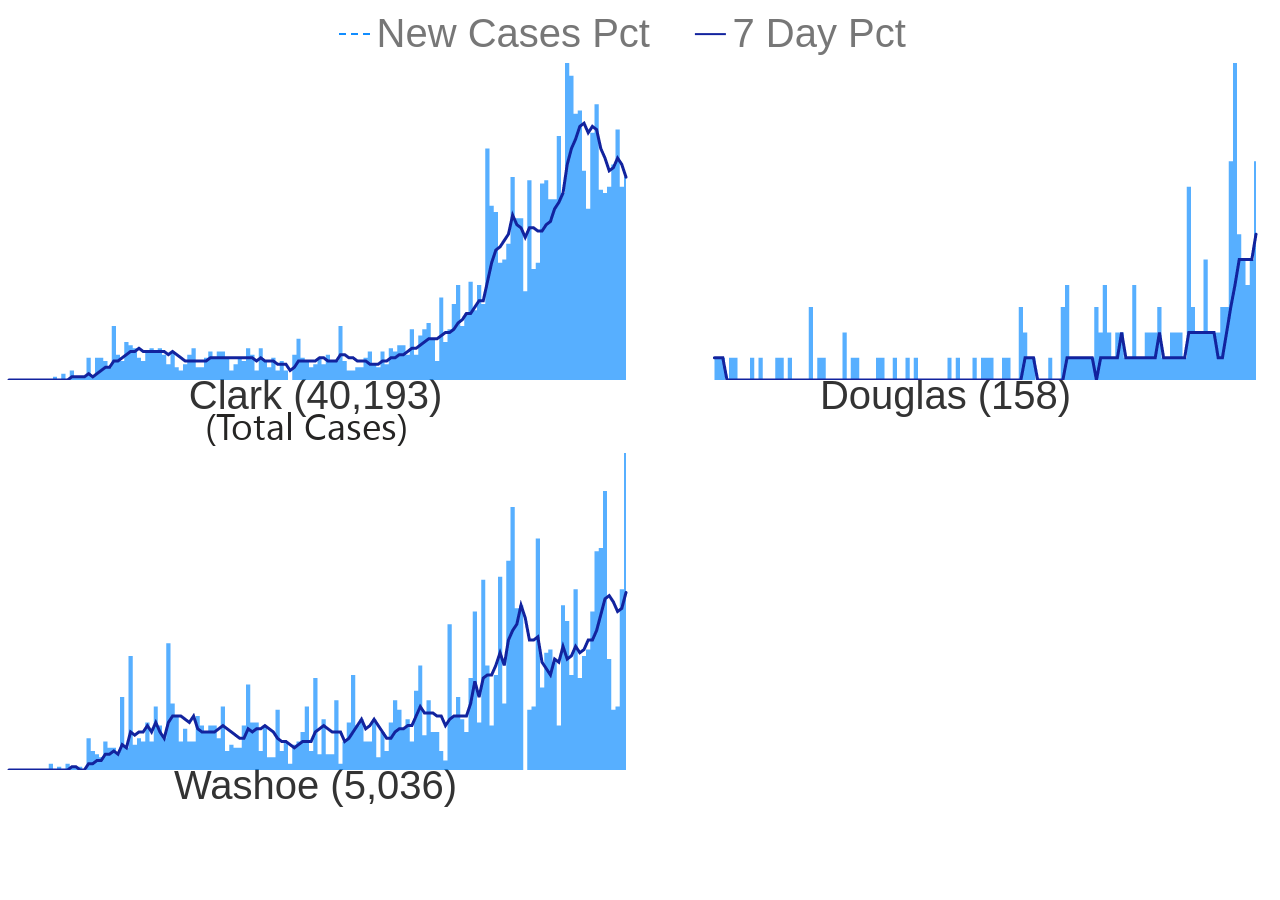 New Cases Pct 7 Day Pct
Clark (40,193)
(Total Cases)
Douglas (158)
Washoe (5,036)